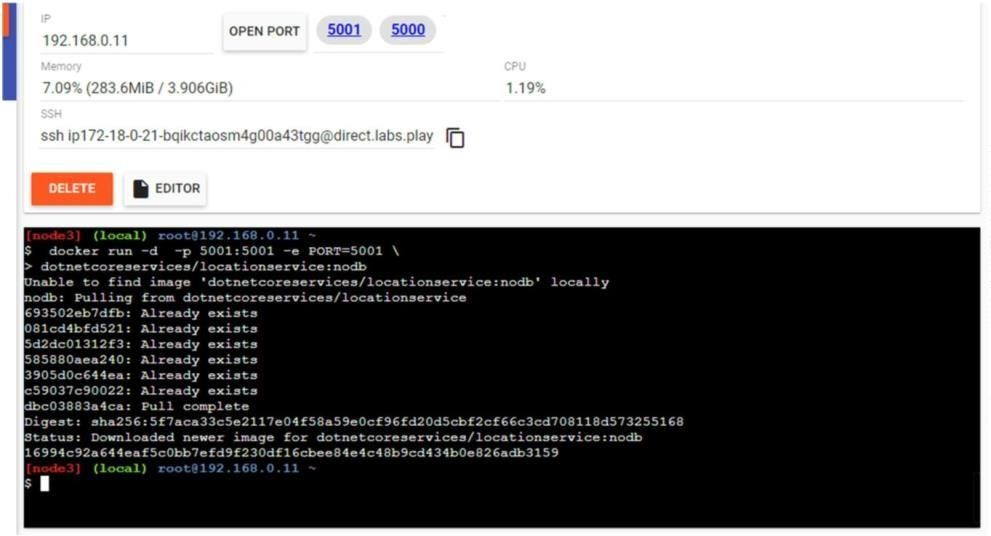 IP
192.168.0.11
OPEN PORT
5001
5000
Memory
7.09% (283.6MiB / 3.906GiB)
CPU
1.19%
SSH
ssh ip172-18-0-21-bqikctaosm4g00a43tgg@direct.labs.play
DELETE
EDITOR
[node3] (local) root@192.168.0.11 ~
$  docker run -d  -p 5001:5001 -e PORT=5001 \
> dotnetcoreservices/locationservice:nodb
Unable to find image 'dotnetcoreservices/locationservice:nodb' locally
nodb: Pulling from dotnetcoreservices/locationservice
693502eb7dfb: Already exists
081cd4bfd521: Already exists
5d2dc01312f3: Already exists
585880aea240: Already exists
3905d0c644ea: Already exists
c59037c90022: Already exists
dbc03883a4ca: Pull complete
Digest: sha256:5f7aca33c5e2117e04f58a59e0cf96fd20d5cbf2cf66c3cd708118d573255168
Status: Downloaded newer image for dotnetcoreservices/locationservice:nodb
16994c92a644eaf5c0bb7efd9f230df16cbee84e4c48b9cd434b0e826adb3159
[node3] (local) root@192.168.0.11 ~
$